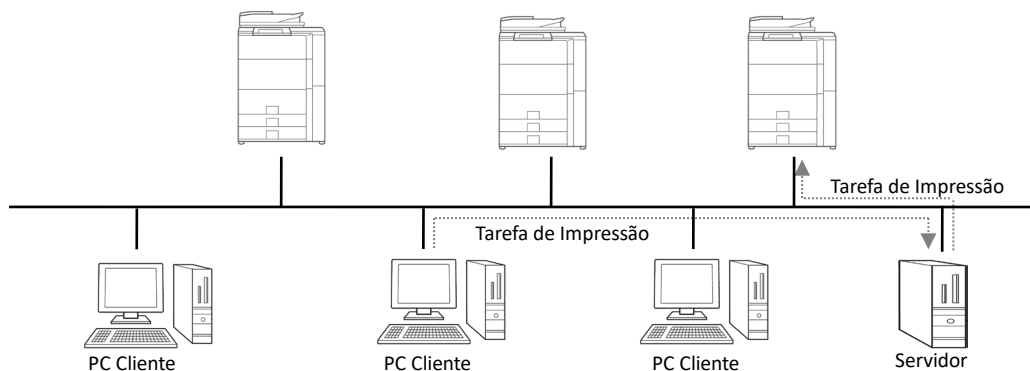 Tarefa de Impressão
Tarefa de Impressão
PC Cliente
PC Cliente
PC Cliente
Servidor